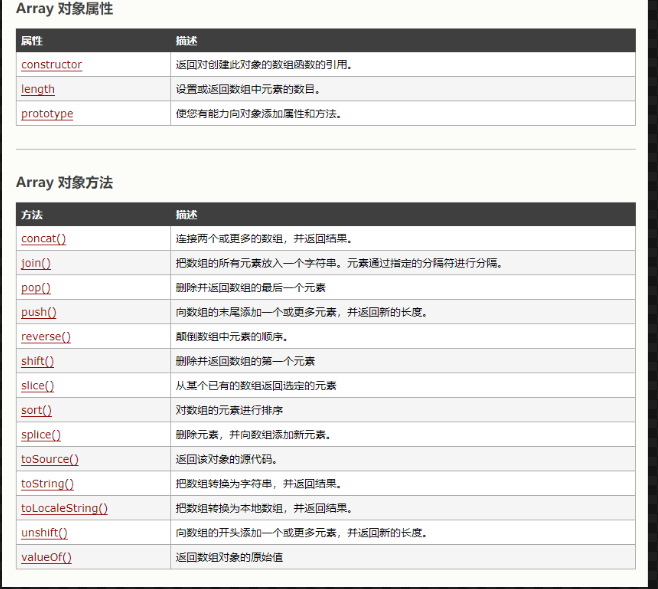 Array 对象属性
属性 描述
constructor 返回对创建此对象的数组函数的引用。
length 设置或返回数组中元素的数目。
prototype 使您有能力向对象添加属性和方法。
Array 对象方法
方法 描述
concat() 连接两个或更多的数组，并返回结果。
join() 把数组的所有元素放入一个字符串。元素通过指定的分隔符进行分隔。
pop() 删除并返回数组的最后一个元素
push() 向数组的末尾添加一个或更多元素，并返回新的长度。
reverse() 颠倒数组中元素的顺序。
shift() 删除并返回数组的第一个元素
slice() 从某个已有的数组返回选定的元素
sort() 对数组的元素进行排序
splice() 删除元素，并向数组添加新元素。
toSource() 返回该对象的源代码。
toString() 把数组转换为字符串，并返回结果。
toLocaleString() 把数组转换为本地数组，并返回结果。
unshift() 向数组的开头添加一个或更多元素，并返回新的长度。
valueOf() 返回数组对象的原始值